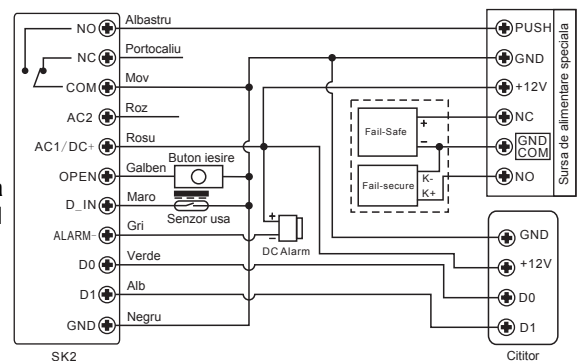 NO
Albastru
NC
Portocaliu
COM
Mov
AC2
Roz
AC1/DC+
Rosu
OPEN
Galben
Buton iesire
D_IN
Maro
Senzor usa
ALARM-
Gri
+
-
DC Alarm
D0
Verde
D1
Alb
GND
Negru
SK2
Fail-Safe
+
-
Fail-secure
K-
K+
PUSH
GND
+12V
NC
GND
COM
NO
Sursa de alimentare speciala
GND
+12V
D0
D1
Cititor